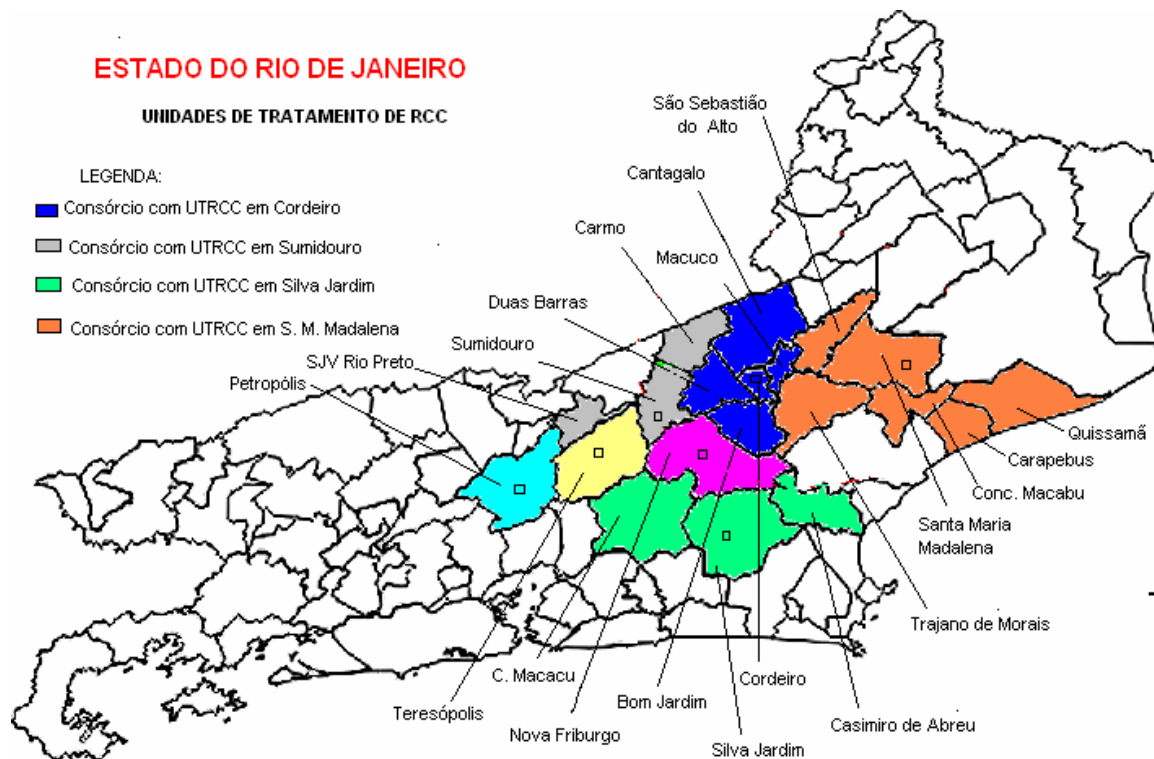 ESTADO DO RIO DE JANEIRO
UNIDADES DE TRATAMENTO DE RCC
LEGENDA:
Consórcio com UTRCC em Cordeiro
Consórcio com UTRCC em Sumidouro
Consórcio com UTRCC em Silva Jardim
Consórcio com UTRCC em S. M. Madalena
São Sebastião
do Alto
Cantagalo
Carmo
Macuco
Duas Barras
Sumidouro
SJV Rio Preto
Petropólis
Quissamã
Carapebus
Conc. Macabu
Santa Maria
Madalena
Trajano de Morais
Casimiro de Abreu
Cordeiro
Silva Jardim
Bom Jardim
Nova Friburgo
C. Macacu
Teresópolis